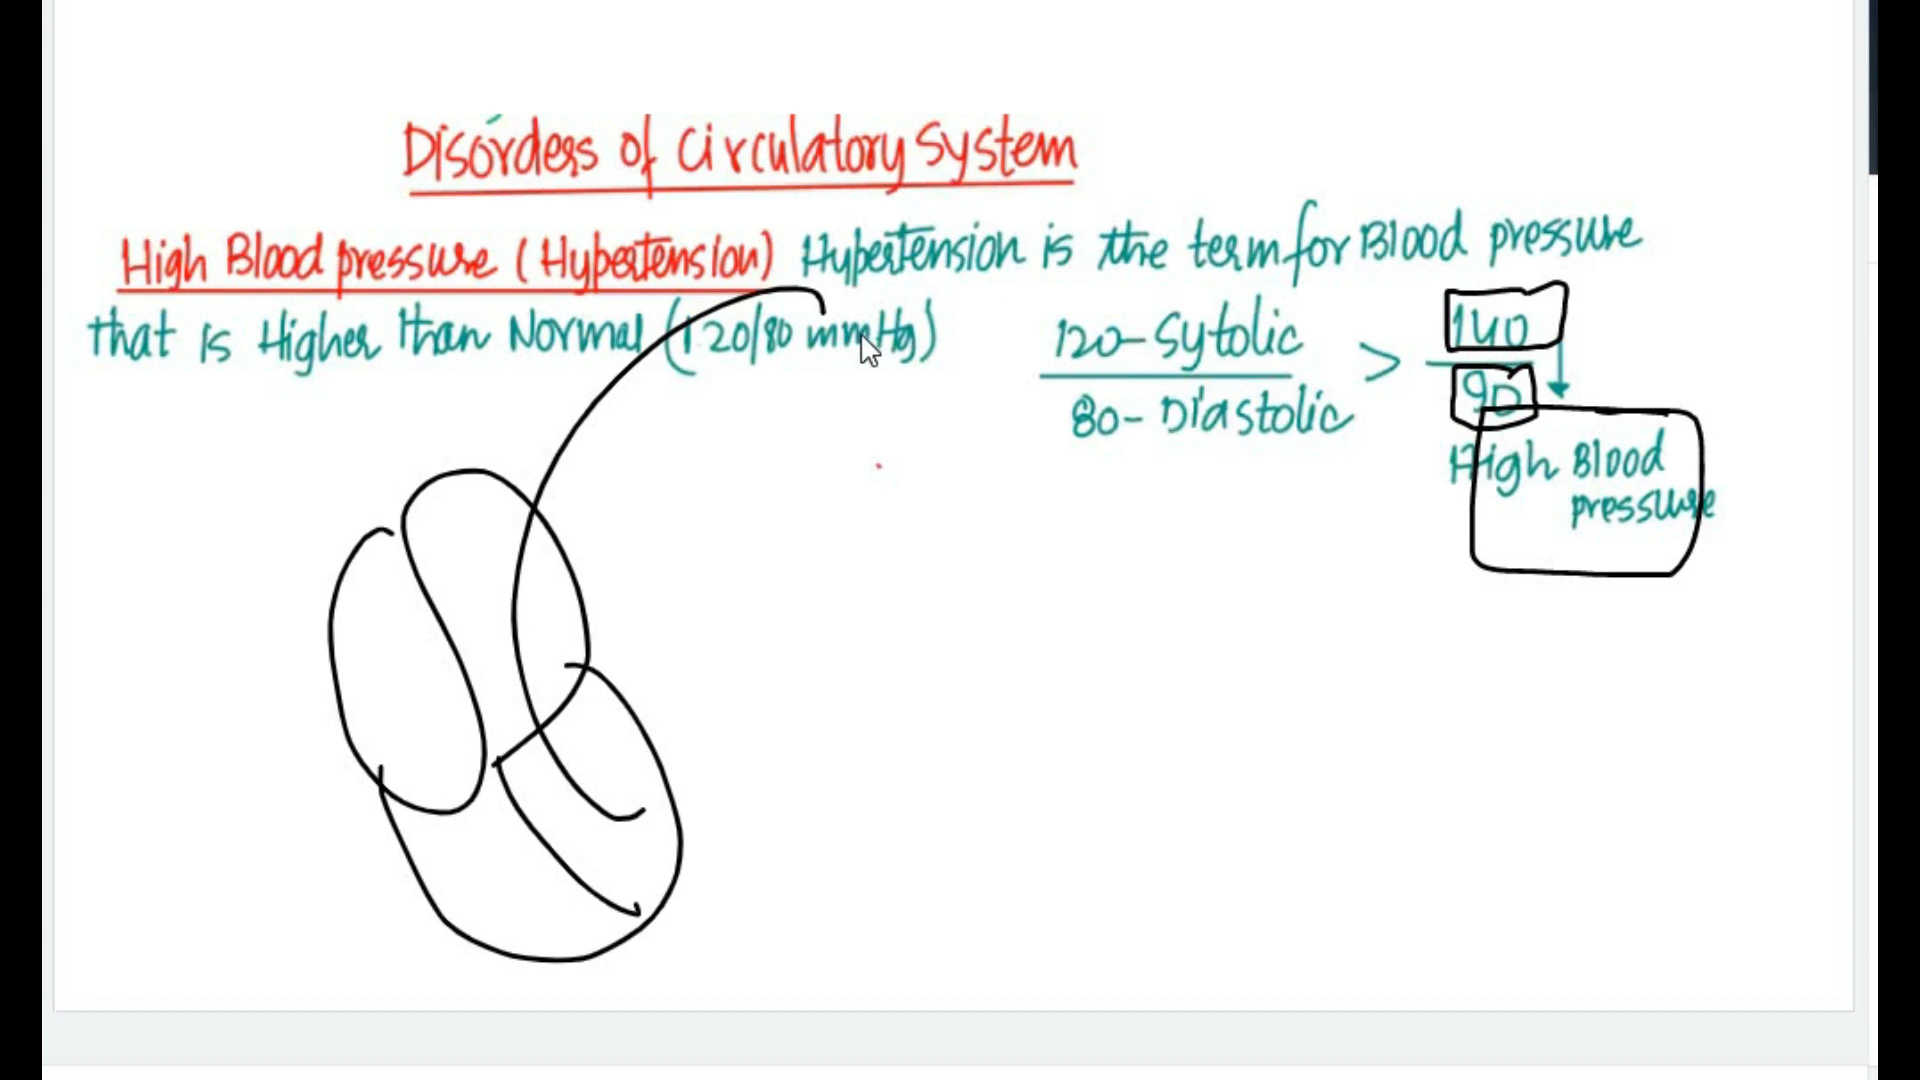 Disorders of Circulatory System
High Blood pressure (Hypertension) Hypertension is the term for Blood pressure
that is Higher than Normal (120/80 mmHg)
120-Sytolic
80-Diastolic
>
140
90
High Blood
pressure